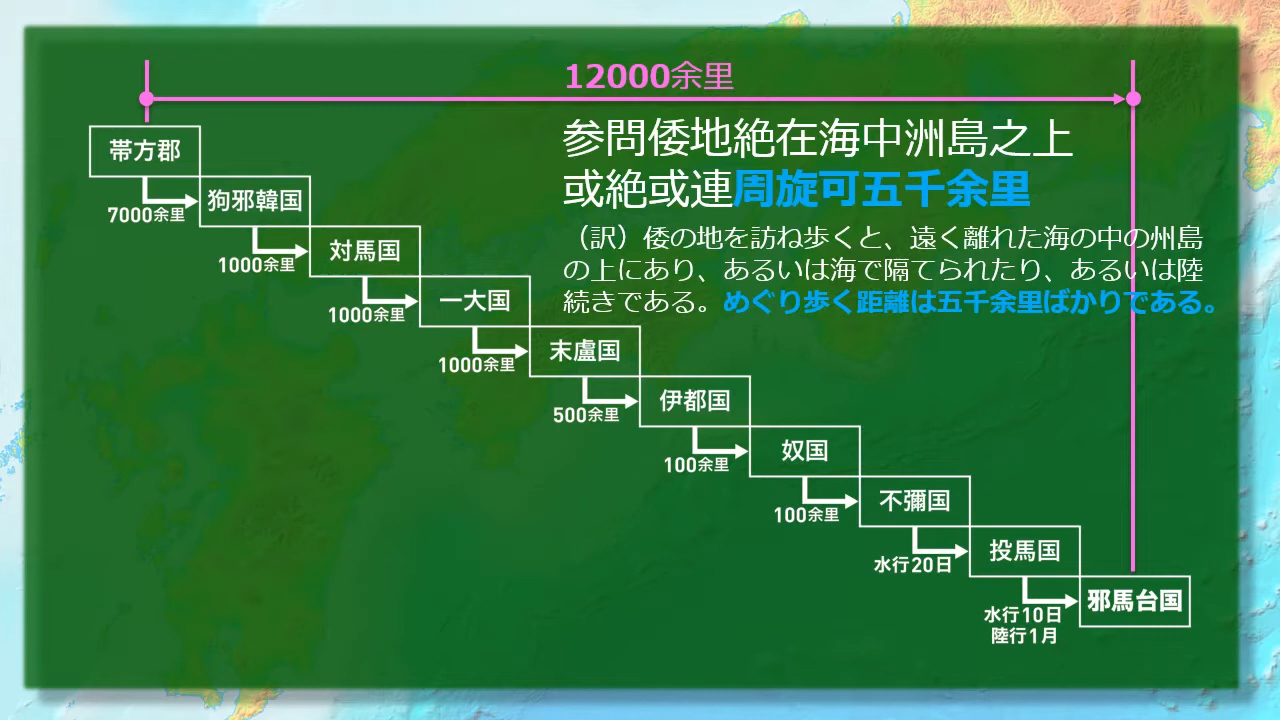 12000余里
参問倭地絶在海中洲島之上
或絶或連周旋可五千余里
（訳）倭の地を訪ね歩くと、遠く離れた海の中の州島
の上にあり、あるいは海で隔てられたり、あるいは陸
続きである。めぐり歩く距離は五千余里ばかりである。
帯方郡
7000余里
狗邪韓国
1000余里
対馬国
1000余里
一大国
1000余里
末盧国
500余里
伊都国
100余里
奴国
100余里
不彌国
水行20日
投馬国
水行10日
陸行1月
邪馬台国